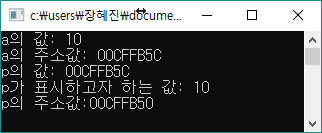 c:₩users₩장혜진₩docume...
a의 값: 10
a의 주소값: 00CFFB5C
p의 값: 00CFFB5C
p가 표시하고자 하는 값: 10
p의 주소값:00CFFB50